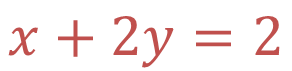 x + 2y = 2